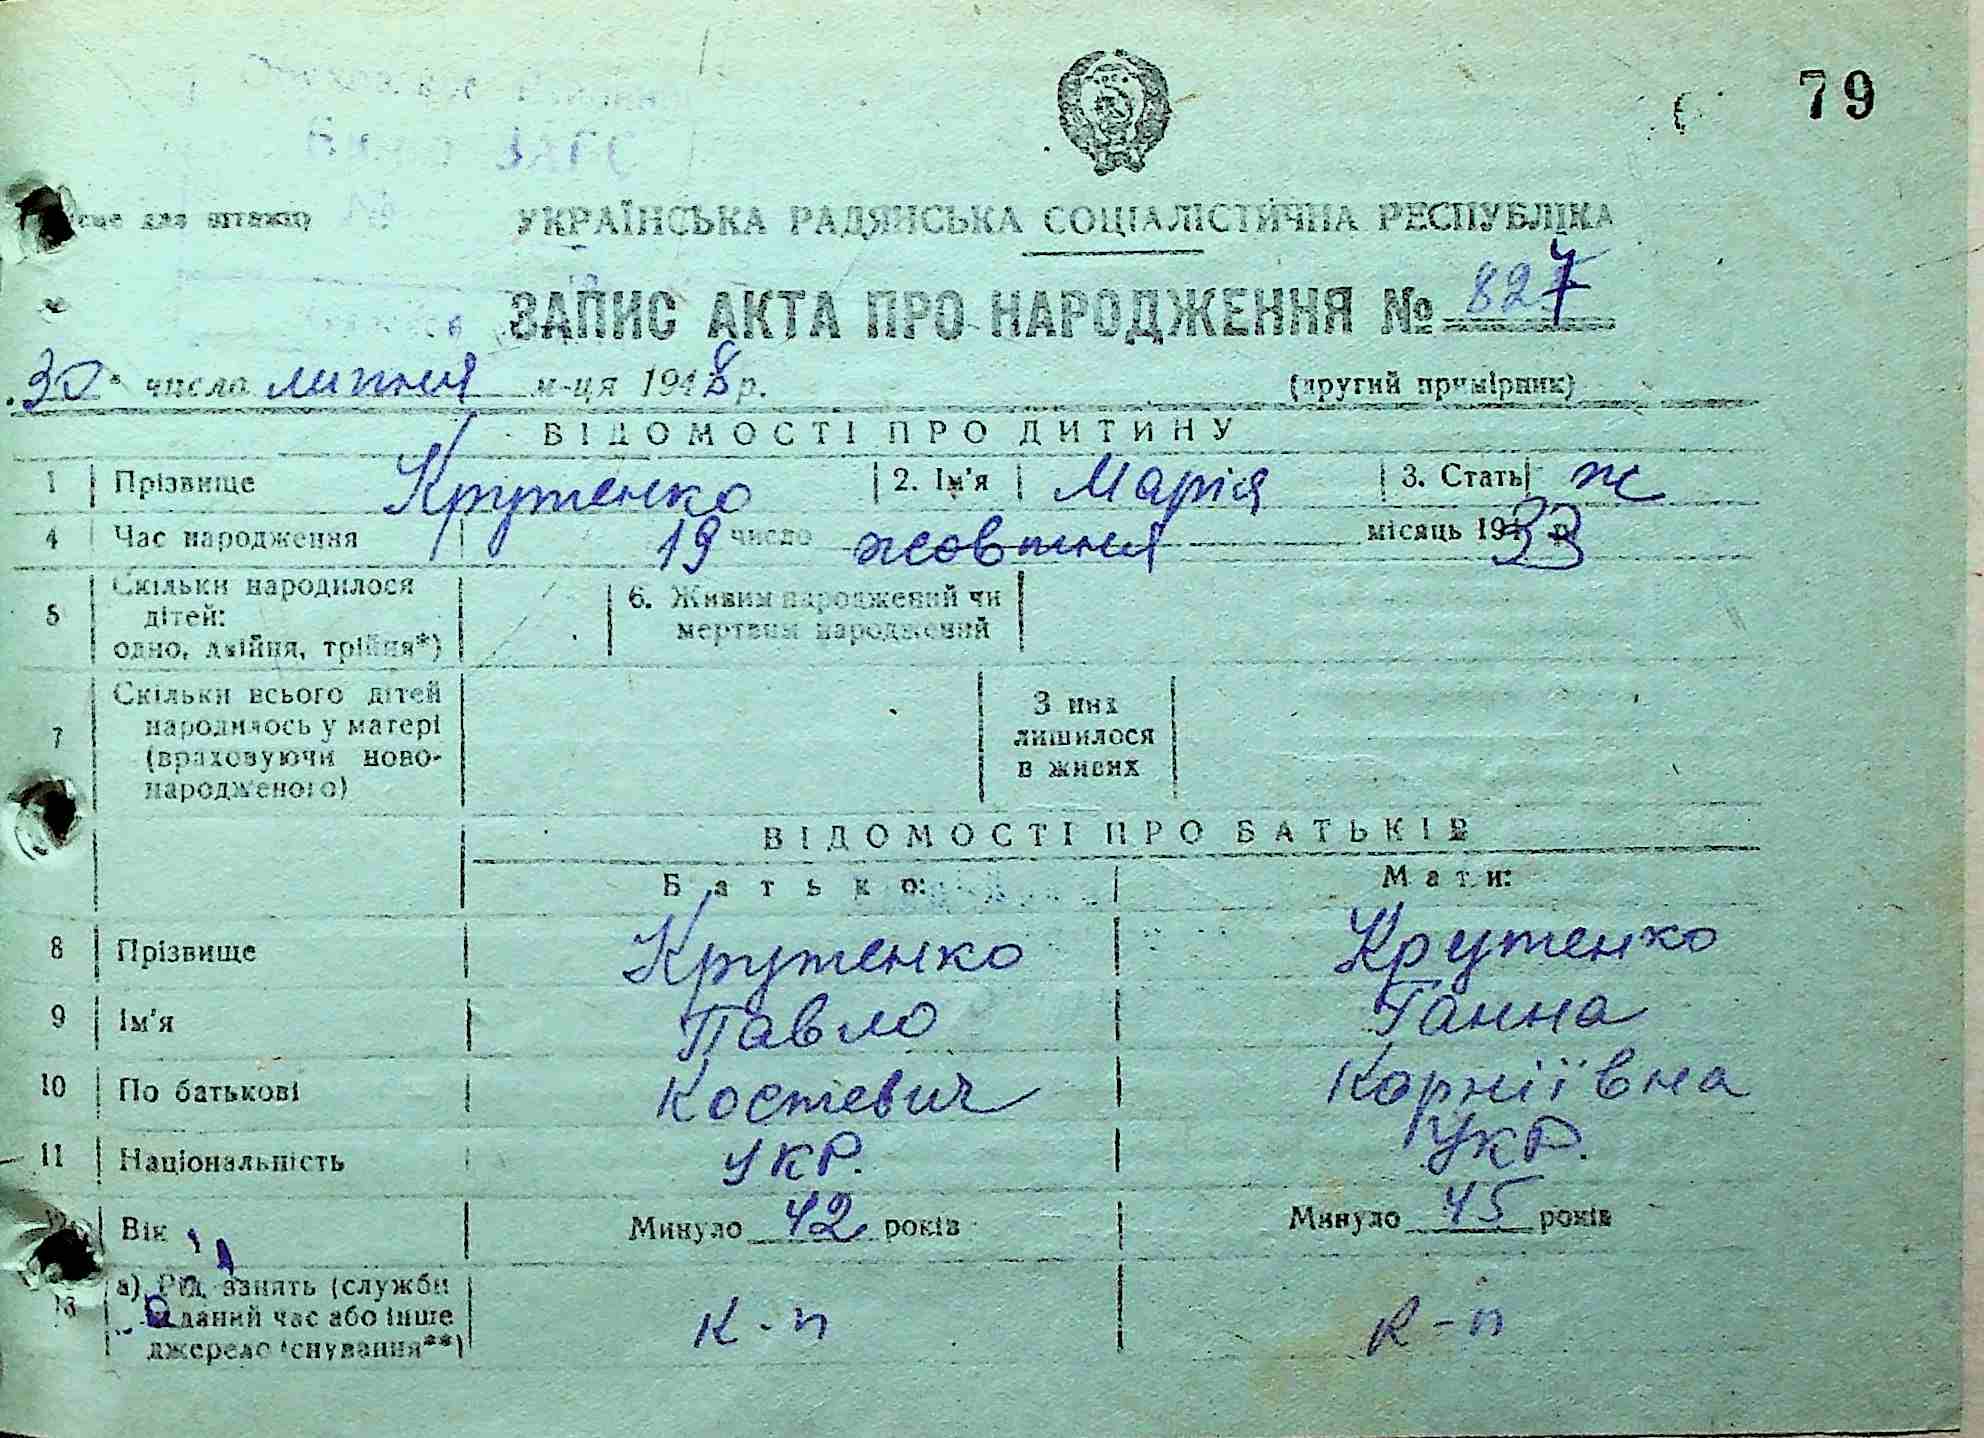 79
УКРАЇНСЬКА РАДЯНСЬКА СОЦІАЛІСТИЧНА РЕСПУБЛІКА
ЗАПИС АКТА ПРО НАРОДЖЕННЯ № 827
"30" числа липня м-ця 1948 р. (другий примірник)
ВІДОМОСТІ ПРО ДИТИНУ
1 Прізвище Крутенко 2. Ім'я Марія 3. Стать ж
4 Час народження 19 число жовтня місяць 1933 р
5 Скільки народилося дітей: одно, двійня, трійня*)
6. Живим народжений чи мертвим народжений
7 Скільки всього дітей народилось у матері (враховуючи ново-народженого)
З них лишилося в живих
ВІДОМОСТІ ПРО БАТЬКІВ
Батько: Мати:
8 Прізвище Крутенко Крутенко
9 Ім'я Павло Ганна
10 По батькові Костевич Корніївна
11 Національність укр. Укр.
Вік Минуло 42 років Минуло 45 років
13 а) Рід занять (служби даний час або інше джерело існування**) к-п к-п